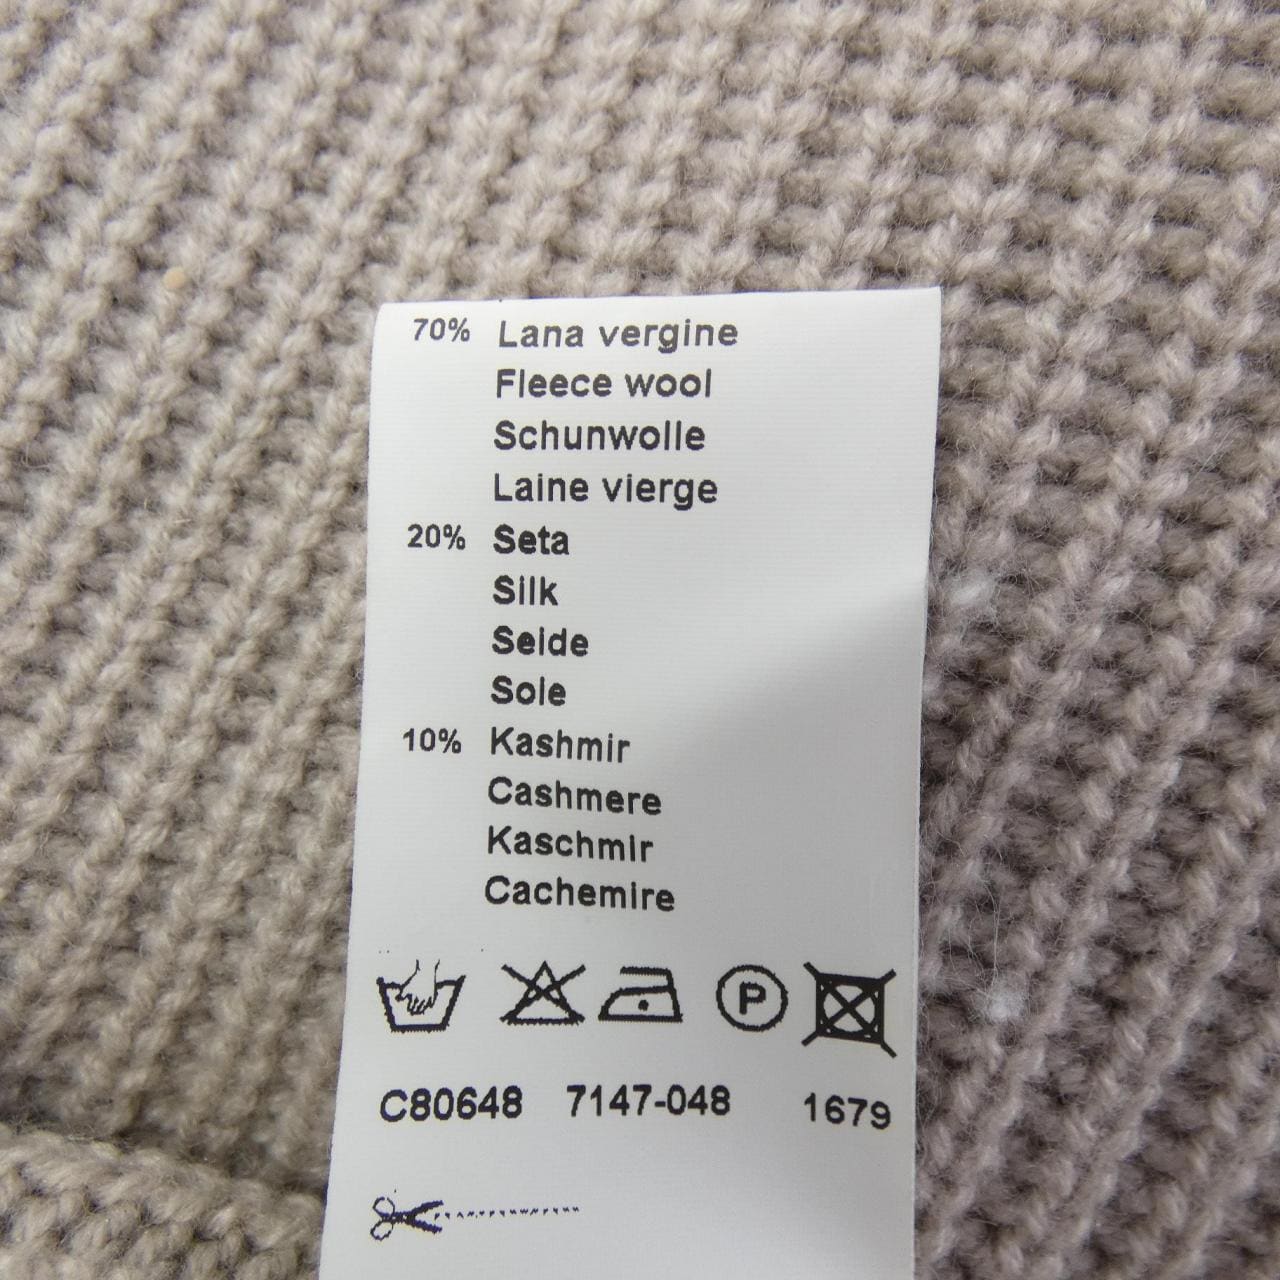 70% Lana vergine
Fleece wool
Schunwolle
Laine vierge
20% Seta
Silk
Seide
Soie
10% Kashmir
Cashmere
Kaschmir
Cachemire
P
C80648 7147-048 1679